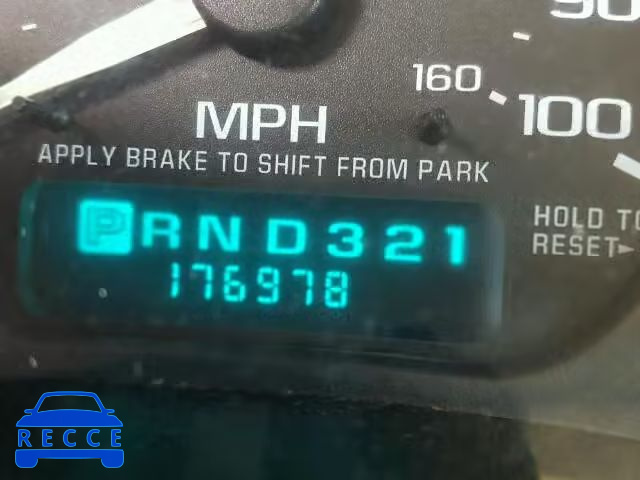 90
160
100
MPH
APPLY BRAKE TO SHIFT FROM PARK
HOLD TO
RESET
PRND321
176978
RECCE